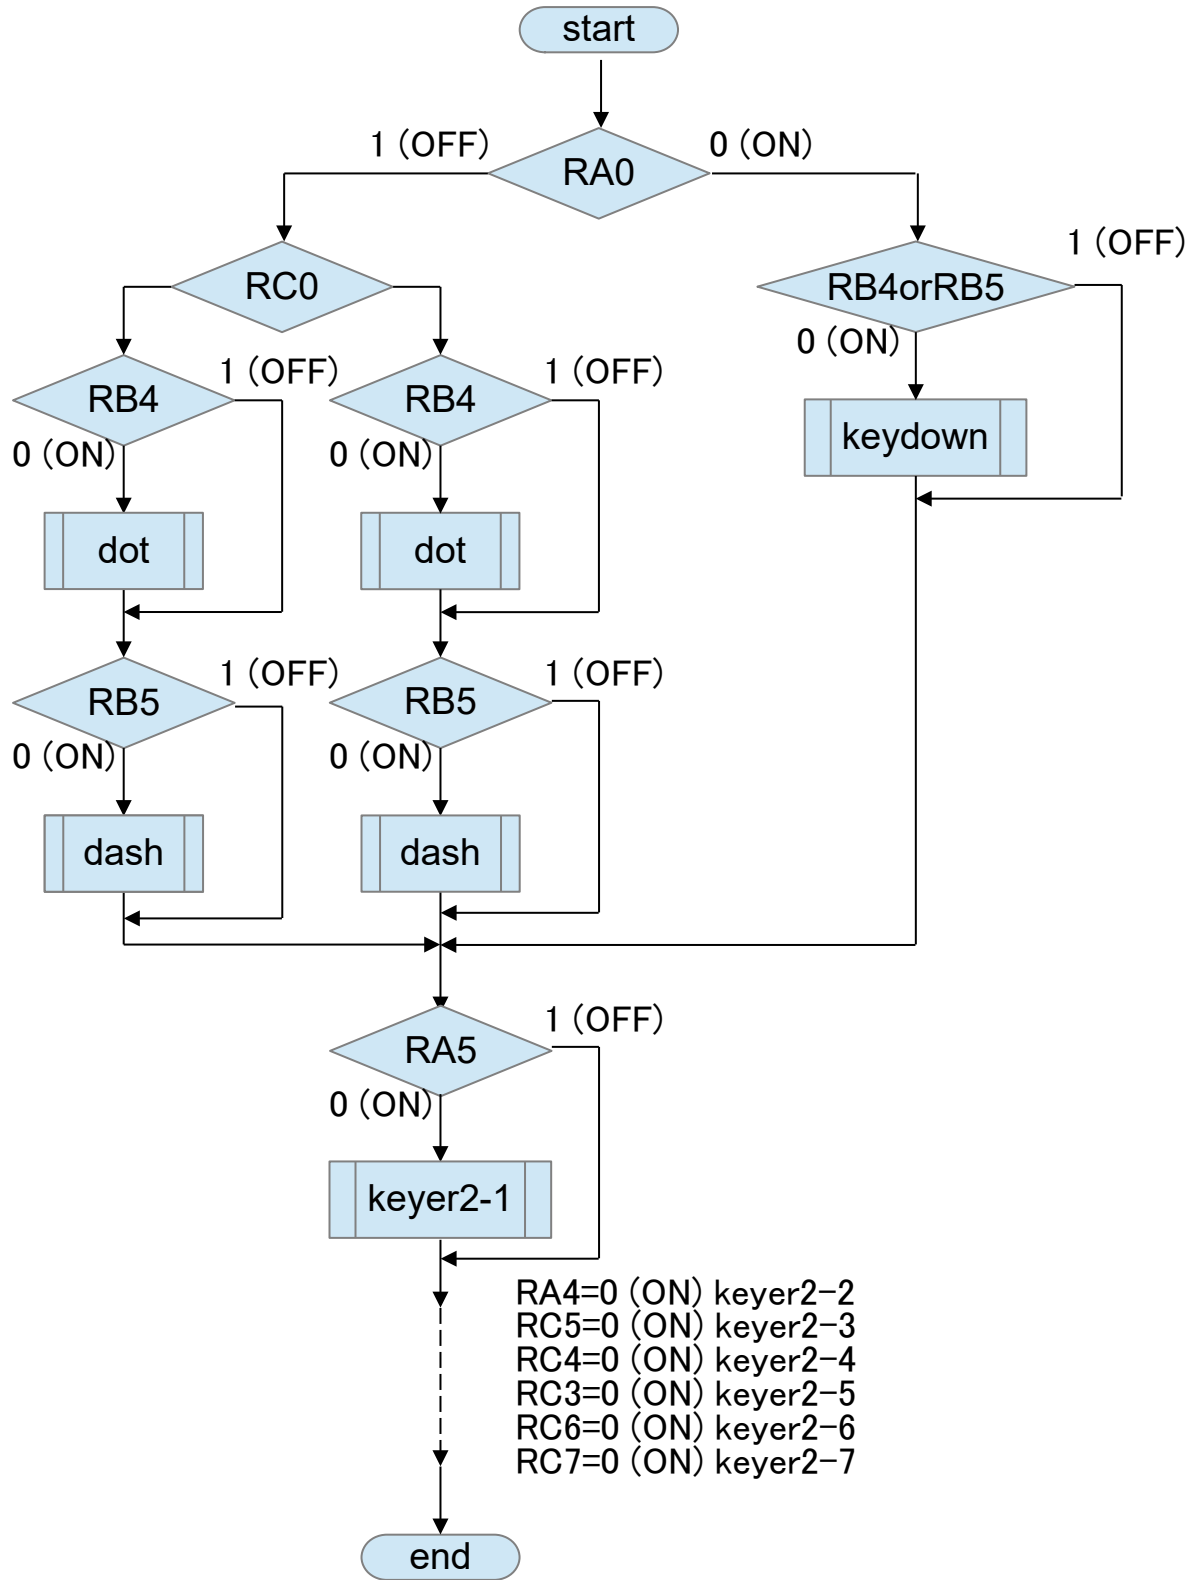 start
1 (OFF)
0 (ON)
RA0
1 (OFF)
RC0
RB4orRB5
0 (ON)
1 (OFF)
1 (OFF)
RB4
RB4
keydown
0 (ON)
0 (ON)
dot
dot
1 (OFF)
1 (OFF)
RB5
RB5
0 (ON)
0 (ON)
dash
dash
1 (OFF)
RA5
0 (ON)
keyer2-1
RA4=0 (ON) keyer2-2
RC5=0 (ON) keyer2-3
RC4=0 (ON) keyer2-4
RC3=0 (ON) keyer2-5
RC6=0 (ON) keyer2-6
RC7=0 (ON) keyer2-7
end